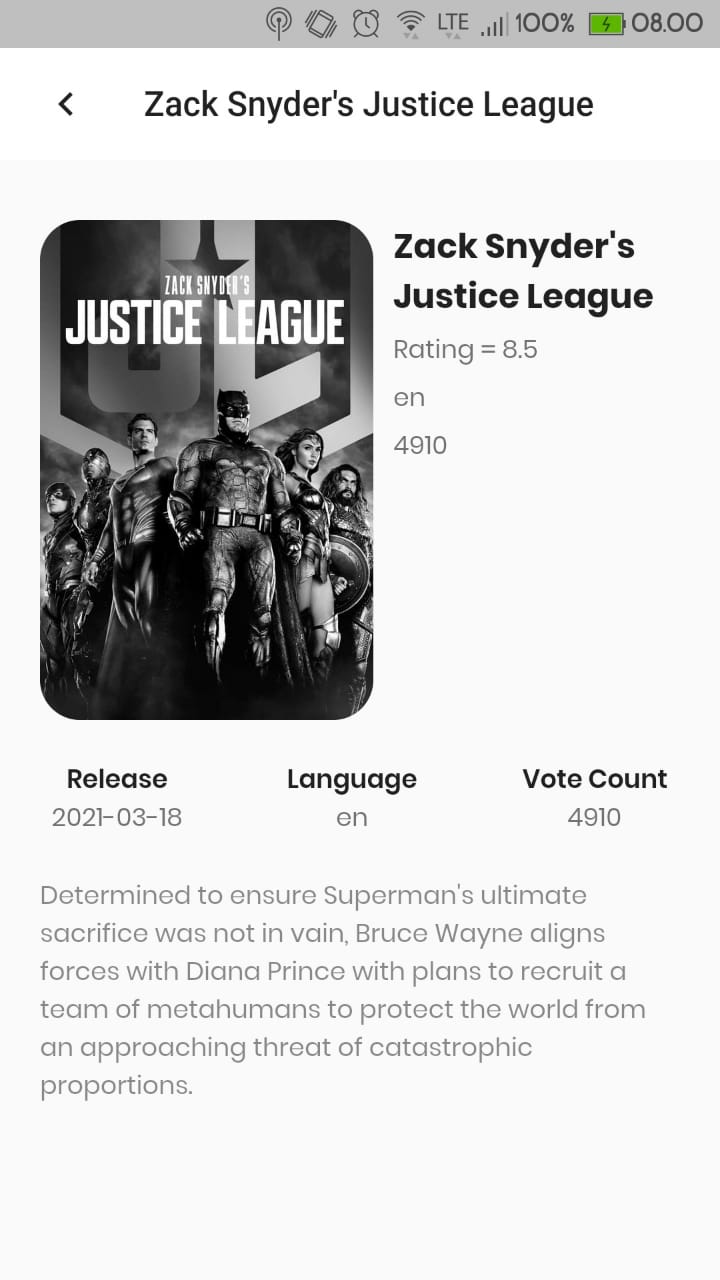 LTE 100% 08.00
Zack Snyder's Justice League
ZACK SNYDER'S
JUSTICE LEAGUE
Zack Snyder's
Justice League
Rating = 8.5
en
4910
Release
Language
Vote Count
2021-03-18
en
4910
Determined to ensure Superman's ultimate
sacrifice was not in vain, Bruce Wayne aligns
forces with Diana Prince with plans to recruit a
team of metahumans to protect the world from
an approaching threat of catastrophic
proportions.